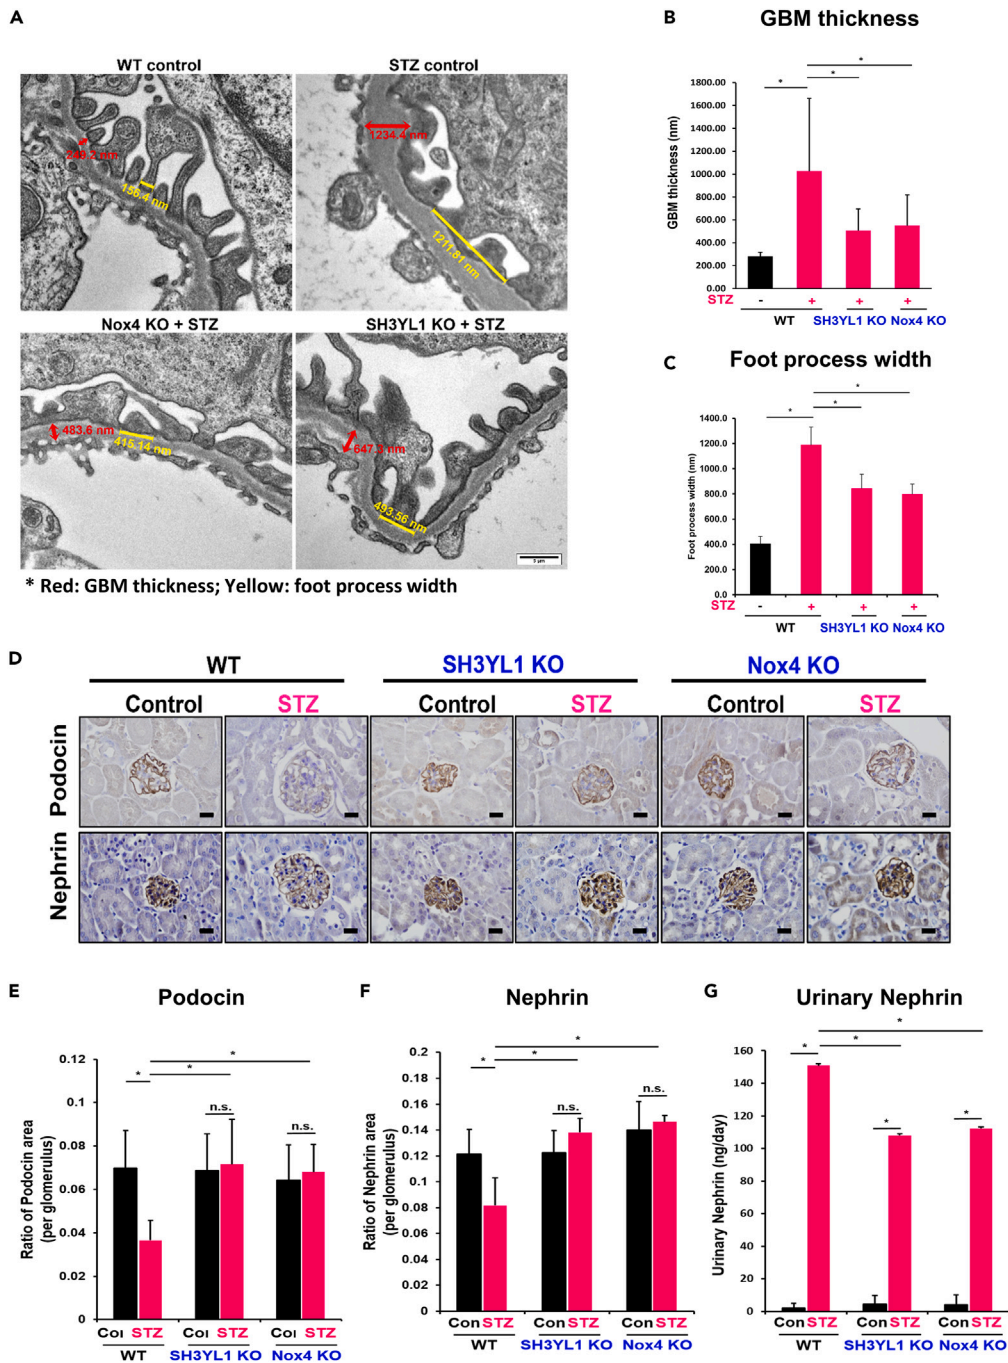 A
WT control
STZ control
249.2 nm
156.4 nm
1234.4 nm
1211.81 nm
Nox4 KO + STZ
SH3YL1 KO + STZ
483.6 nm
415.14 nm
647.3 nm
493.56 nm
* Red: GBM thickness; Yellow: foot process width
B
GBM thickness
GBM thickness (nm)
1800.00
1600.00
1400.00
1200.00
1000.00
800.00
600.00
400.00
200.00
* * *
STZ - + + +
WT SH3YL1 KO Nox4 KO
C
Foot process width
Foot process width (nm)
1400.0
1200.0
1000.0
800.0
600.0
400.0
200.0
0.0
* * *
STZ - + + +
WT SH3YL1 KO Nox4 KO
D
WT SH3YL1 KO Nox4 KO
Control STZ Control STZ Control STZ
Podocin
Nephrin
E
Podocin
Ratio of Podocin area
(per glomerulus)
0.12
0.1
0.08
0.06
0.04
0.02
0
* * *
n.s. n.s.
Coı STZ Coı STZ Coı STZ
WT SH3YL1 KO Nox4 KO
F
Nephrin
Ratio of Nephrin area
(per glomerulus)
0.2
0.18
0.16
0.14
0.12
0.1
0.08
0.06
0.04
0.02
0
* * *
n.s. n.s.
Con STZ Con STZ Con STZ
WT SH3YL1 KO Nox4 KO
G
Urinary Nephrin
Urinary Nephrin (ng/day)
160
140
120
100
80
60
40
20
0
* * * * *
Con STZ Con STZ Con STZ
WT SH3YL1 KO Nox4 KO